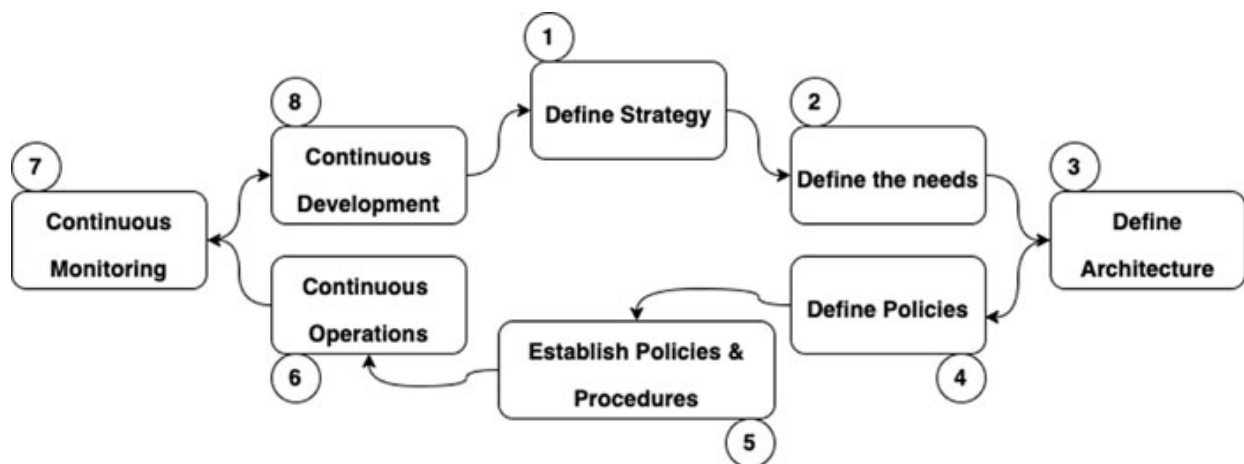 1
Define Strategy
2
Define the needs
3
Define
Architecture
4
Define Policies
5
Establish Policies &
Procedures
6
Continuous
Operations
7
Continuous
Monitoring
8
Continuous
Development